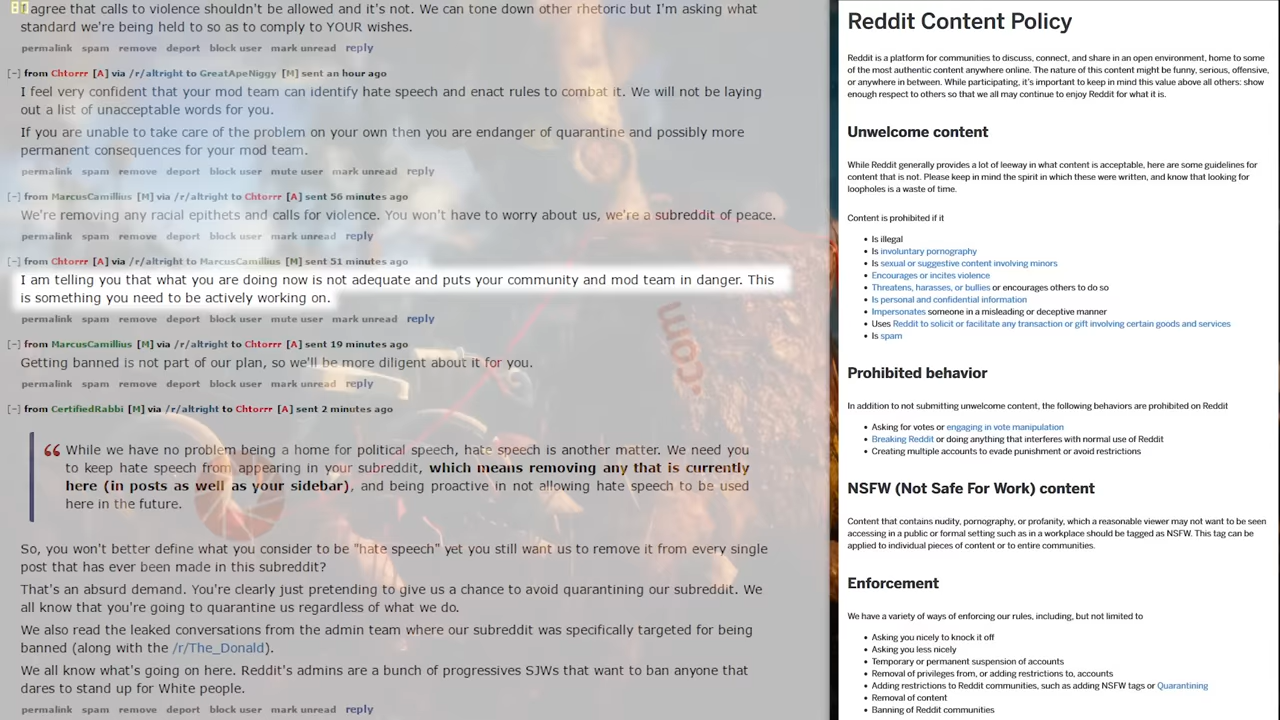 I agree that calls to violence shouldn't be allowed and it's not. We can tone down other rhetoric but I'm asking what
standard we're being held to so as to comply to YOUR wishes.
permalink spam remove deport block user mark unread reply
[-] from Chtorrr [A] via /r/altright to GreatApeNiggy [M] sent an hour ago
I feel very confident that you and your mod team can identify hate speech and enact rules to combat it. We will not be laying
out a list of unacceptable words for you.
If you are unable to take care of the problem on YOUR own then you are endanger of quarantine and possibly more
permanent consequences for your mod team.
permalink spam remove deport block user mute user mark unread reply
[-] from MarcusCamillius [M] via /r/altright to Chtorrr [A] sent 56 minutes ago
We're removing any racial epithets and calls for violence. You won't have to worry about us, we're a subreddit of peace.
permalink spam remove deport block user mark unread reply
[-] from Chtorrr [A] via /r/altright to MarcusCamillius [M] sent 51 minutes ago
I am telling you that what you are doing now is not adequate and puts your community and mod team in danger. This
is something you need to be actively working on.
permalink spam remove deport block user mute user mark unread reply
[-] from MarcusCamillius [M] via /r/altright to Chtorrr [A] sent 19 minutes ago
Getting banned is not part of our plan, so we'll be more diligent about it for you.
permalink spam remove deport block user mark unread reply
[-] from CertifiedRabbi [M] via /r/altright to Chtorrr [A] sent 2 minutes ago
While we have no problem with your political speech, hate speech is another matter. We need you
to keep hate speech from appearing in your subreddit, which means removing any that is currently
here (in posts as well as your sidebar), and being proactive in not allowing hate speech to be used
here in the future.
So, you won't better define what you consider to be "hate speech" yet you still want us to remove it from every single
post that has ever been made in this subreddit?
That's an absurd demand. You're clearly just pretending to give us a chance to avoid quarantining our subreddit. We
all know that you're going to quarantine us regardless of what we do.
We also read the leaked conversations from the admin team where our subreddit was specifically targeted for being
banned (along with the /r/The_Donald).
We all know what's going on here. Reddit's admins are a bunch of progressives SJWs that want to ban anyone that
dares to stand up for White people.
permalink spam remove deport block user mark unread reply
Reddit Content Policy
Reddit is a platform for communities to discuss, connect, and share in an open environment, home to some
of the most authentic content anywhere online. The nature of this content might be funny, serious, offensive,
or anywhere in between. While participating, it's important to keep in mind this value above all others: show
enough respect to others so that we all may continue to enjoy Reddit for what it is.
Unwelcome content
While Reddit generally provides a lot of leeway in what content is acceptable, here are some guidelines for
content that is not. Please keep in mind the spirit in which these were written, and know that looking for
loopholes is a waste of time.
Content is prohibited if it
• Is illegal
• Is involuntary pornography
• Is sexual or suggestive content involving minors
• Encourages or incites violence
• Threatens, harasses, or bullies or encourages others to do so
• Is personal and confidential information
• Impersonates someone in a misleading or deceptive manner
• Uses Reddit to solicit or facilitate any transaction or gift involving certain goods and services
• Is spam
Prohibited behavior
In addition to not submitting unwelcome content, the following behaviors are prohibited on Reddit
• Asking for votes or engaging in vote manipulation
• Breaking Reddit or doing anything that interferes with normal use of Reddit
• Creating multiple accounts to evade punishment or avoid restrictions
NSFW (Not Safe For Work) content
Content that contains nudity, pornography, or profanity, which a reasonable viewer may not want to be seen
accessing in a public or formal setting such as in a workplace should be tagged as NSFW. This tag can be
applied to individual pieces of content or to entire communities.
Enforcement
We have a variety of ways of enforcing our rules, including, but not limited to
• Asking you nicely to knock it off
• Asking you less nicely
• Temporary or permanent suspension of accounts
• Removal of privileges from, or adding restrictions to, accounts
• Adding restrictions to Reddit communities, such as adding NSFW tags or Quarantining
• Removal of content
• Banning of Reddit communities